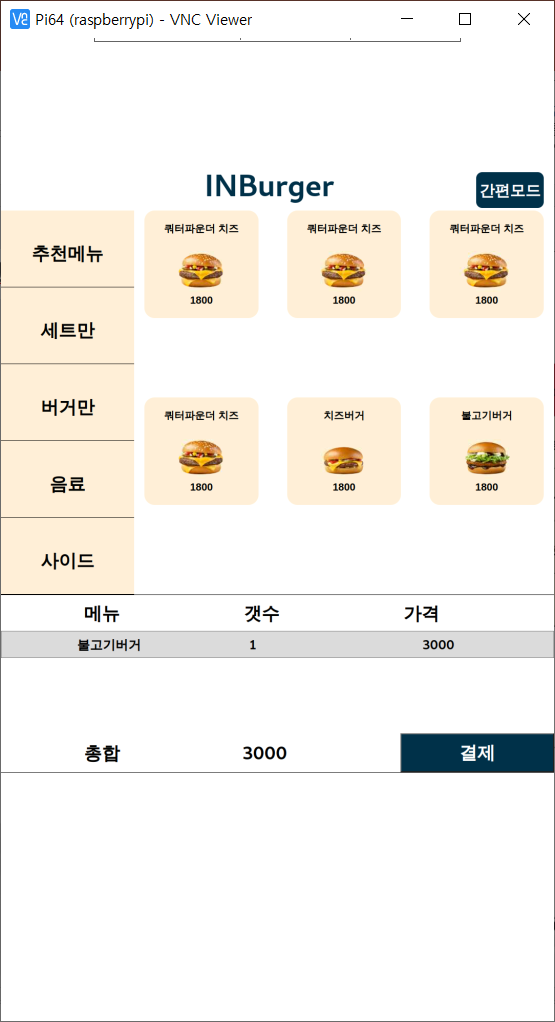 Pi64 (raspberrypi) - VNC Viewer
INBurger
간편모드
추천메뉴
세트만
버거만
음료
사이드
쿼터파운더 치즈
1800
쿼터파운더 치즈
1800
쿼터파운더 치즈
1800
쿼터파운더 치즈
1800
치즈버거
1800
불고기버거
1800
메뉴 갯수 가격
불고기버거 1 3000
총합 3000 결제